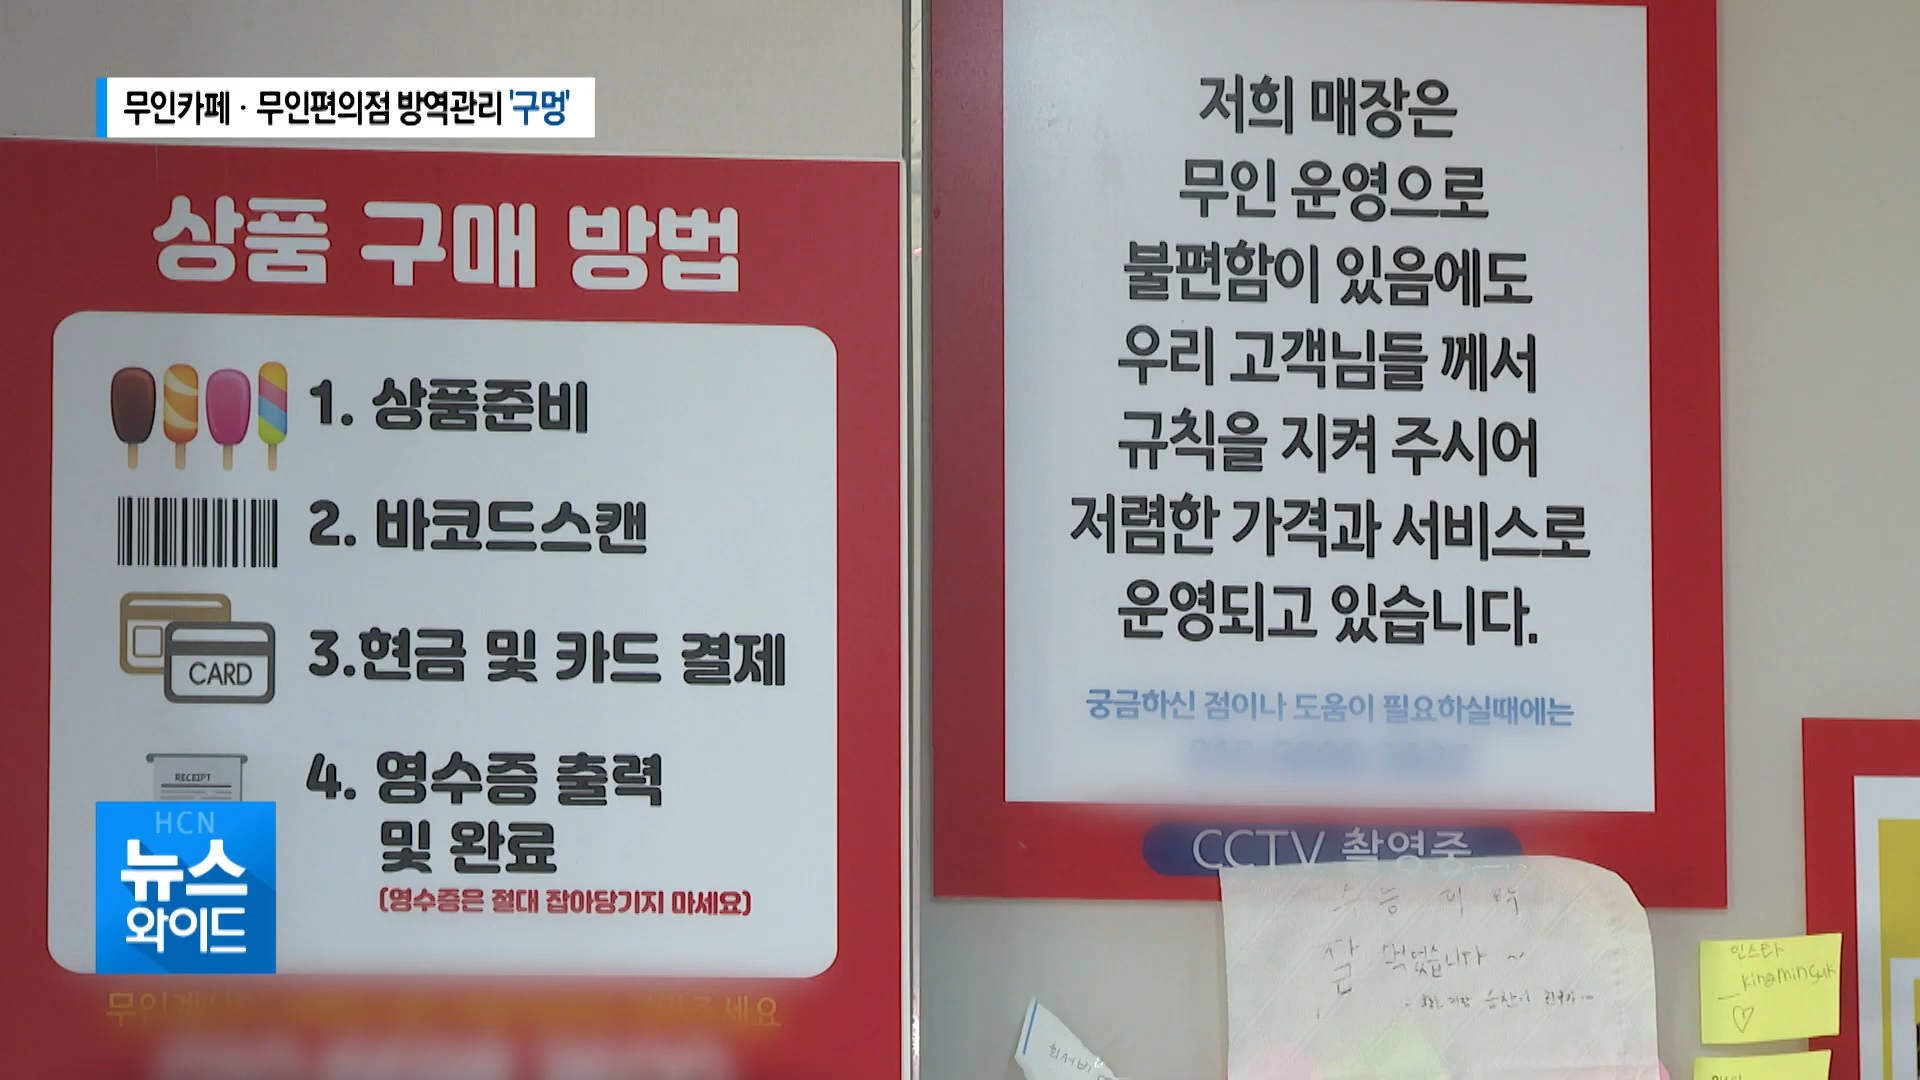 무인카페 · 무인편의점 방역관리 '구멍'
상품 구매 방법
1. 상품준비
2. 바코드스캔
CARD
3.현금 및 카드 결제
RECEIPT
4. 영수증 출력
및 완료
(영수증은 절대 잡아당기지 마세요)
HCN
뉴스
와이드
저희 매장은
무인 운영으로
불편함이 있음에도
우리 고객님들 께서
규칙을 지켜 주시어
저렴한 가격과 서비스로
운영되고 있습니다.
궁금하신 점이나 도움이 필요하실때에는
CCTV 촬영중
잘 먹었습니다~
인스타